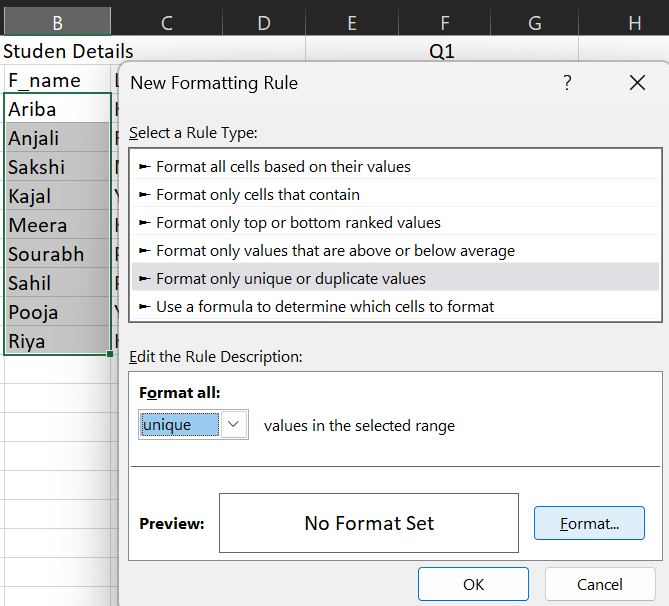 B C D E F G H
Studen Details Q1
F_name
New Formatting Rule ?
Ariba
Select a Rule Type:
Anjali
Format all cells based on their values
Sakshi
Format only cells that contain
Kajal
Format only top or bottom ranked values
Meera
Format only values that are above or below average
Sourabh
Format only unique or duplicate values
Sahil
Use a formula to determine which cells to format
Pooja
Riya
Edit the Rule Description:
Format all:
unique values in the selected range
Preview: No Format Set Format...
OK Cancel